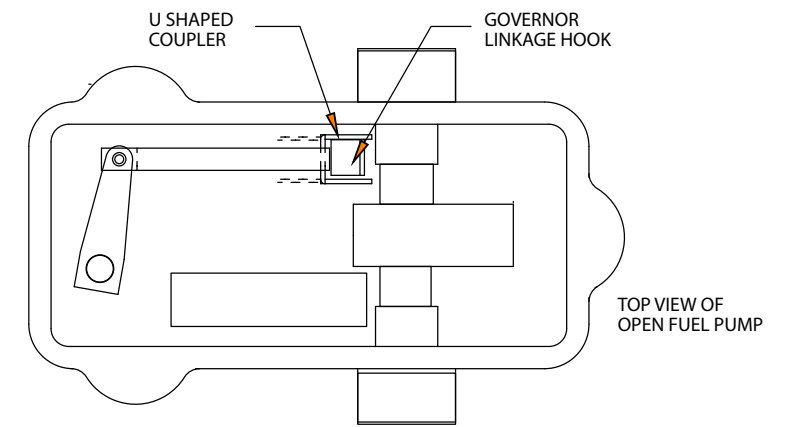 U SHAPED
COUPLER
GOVERNOR
LINKAGE HOOK
TOP VIEW OF
OPEN FUEL PUMP